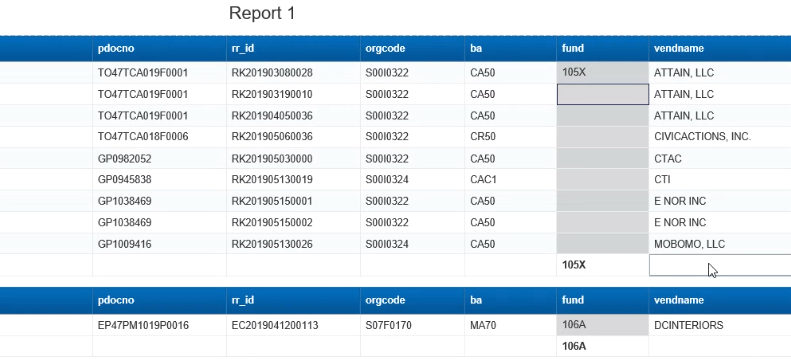 Report 1
pdocno rr_id orgcode ba fund vendname
TO47TCA019F0001 RK201903080028 S00I0322 CA50 105X ATTAIN, LLC
TO47TCA019F0001 RK201903190010 S00I0322 CA50 ATTAIN, LLC
TO47TCA019F0001 RK201904050036 S00I0322 CA50 ATTAIN, LLC
TO47TCA018F0006 RK201905060036 S00I0322 CR50 CIVICACTIONS, INC.
GP0982052 RK201905030000 S00I0322 CA50 CTAC
GP0945838 RK201905130019 S00I0324 CAC1 CTI
GP1038469 RK201905150001 S00I0322 CA50 E NOR INC
GP1038469 RK201905150002 S00I0322 CA50 E NOR INC
GP1009416 RK201905130026 S00I0324 CA50 MOBOMO, LLC
105X
pdocno rr_id orgcode ba fund vendname
EP47PM1019P0016 EC2019041200113 S07F0170 MA70 106A DCINTERIORS
106A